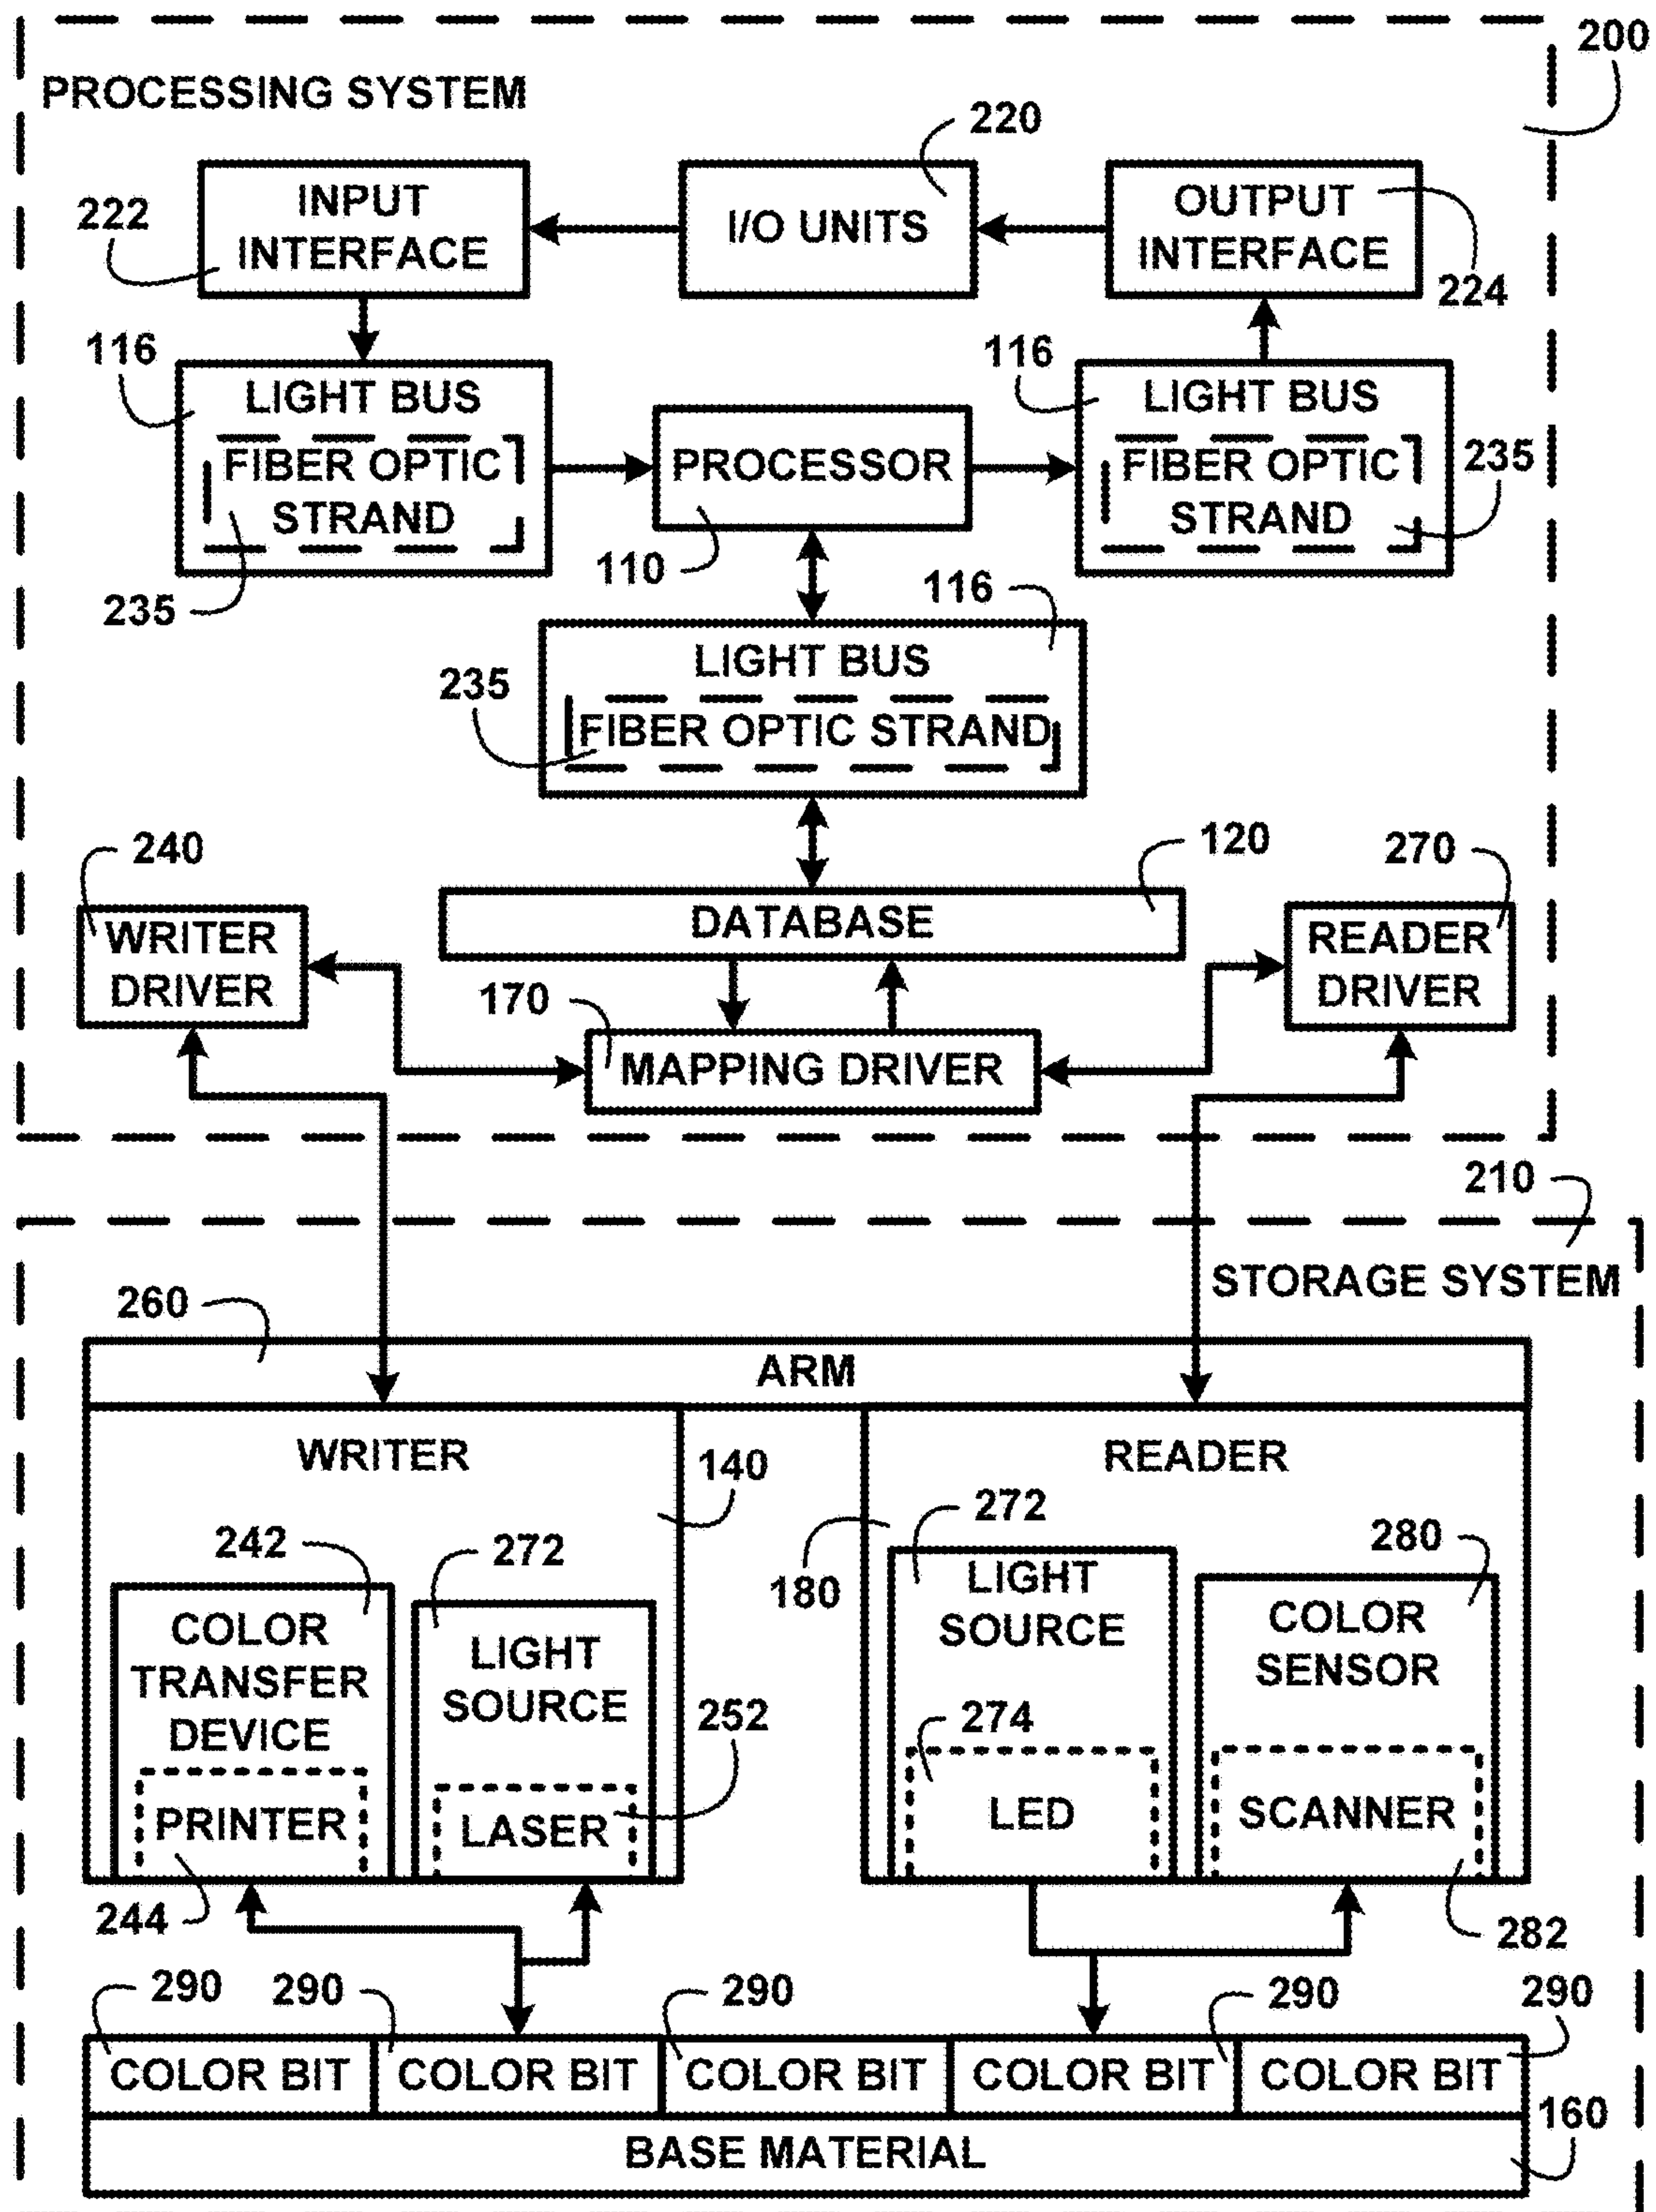 200
PROCESSING SYSTEM
220
222
INPUT
INTERFACE
I/O UNITS
OUTPUT
INTERFACE
224
116
LIGHT BUS
FIBER OPTIC
STRAND
235
PROCESSOR
110
116
LIGHT BUS
FIBER OPTIC
STRAND
235
116
LIGHT BUS
235
FIBER OPTIC STRAND
240
WRITER
DRIVER
120
DATABASE
270
READER
DRIVER
170
MAPPING DRIVER
210
STORAGE SYSTEM
260
ARM
WRITER
140
READER
242
272
COLOR
TRANSFER
DEVICE
PRINTER
244
LIGHT
SOURCE
252
LASER
180
272
LIGHT
SOURCE
274
LED
280
COLOR
SENSOR
SCANNER
282
290
290
290
290
290
COLOR BIT
COLOR BIT
COLOR BIT
COLOR BIT
COLOR BIT
160
BASE MATERIAL